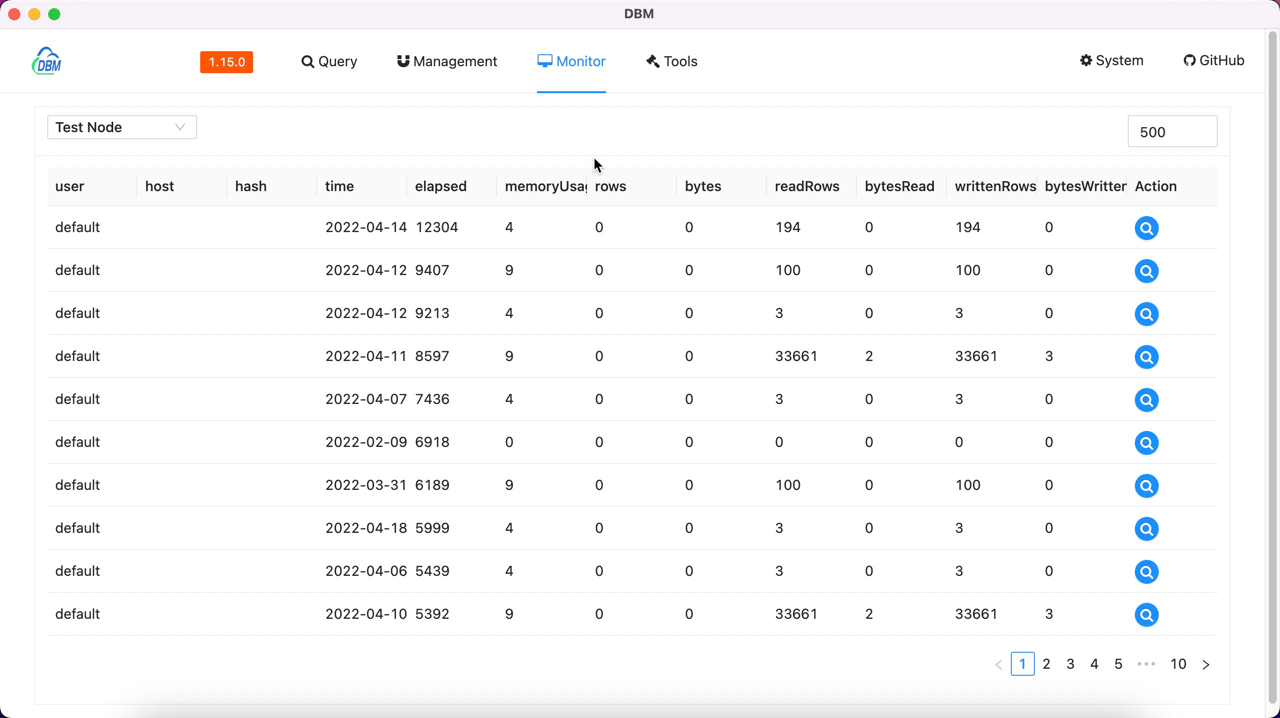 DBM
DBM 1.15.0 Query Management Monitor Tools System GitHub
Test Node 500
user host hash time elapsed memoryUsag rows bytes readRows bytesRead writtenRows bytesWritter Action
default 2022-04-14 12304 4 0 0 194 0 194 0
default 2022-04-12 9407 9 0 0 100 0 100 0
default 2022-04-12 9213 4 0 0 3 0 3 0
default 2022-04-11 8597 9 0 0 33661 2 33661 3
default 2022-04-07 7436 4 0 0 3 0 3 0
default 2022-02-09 6918 0 0 0 0 0 0 0
default 2022-03-31 6189 9 0 0 100 0 100 0
default 2022-04-18 5999 4 0 0 3 0 3 0
default 2022-04-06 5439 4 0 0 3 0 3 0
default 2022-04-10 5392 9 0 0 33661 2 33661 3
< 1 2 3 4 5 ••• 10 >